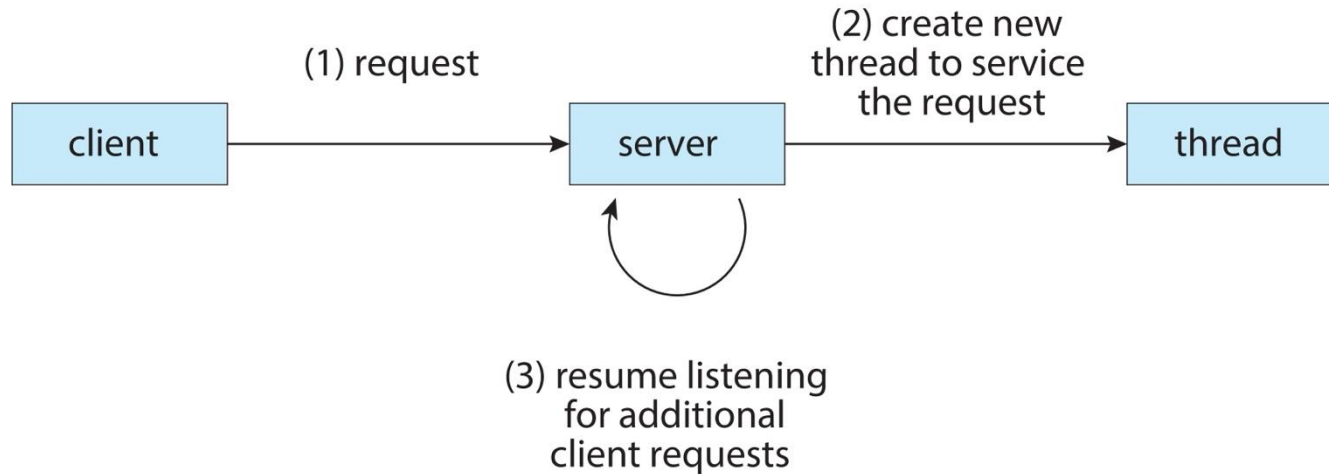 (1) request
(2) create new
thread to service
the request
client
server
thread
(3) resume listening
for additional
client requests